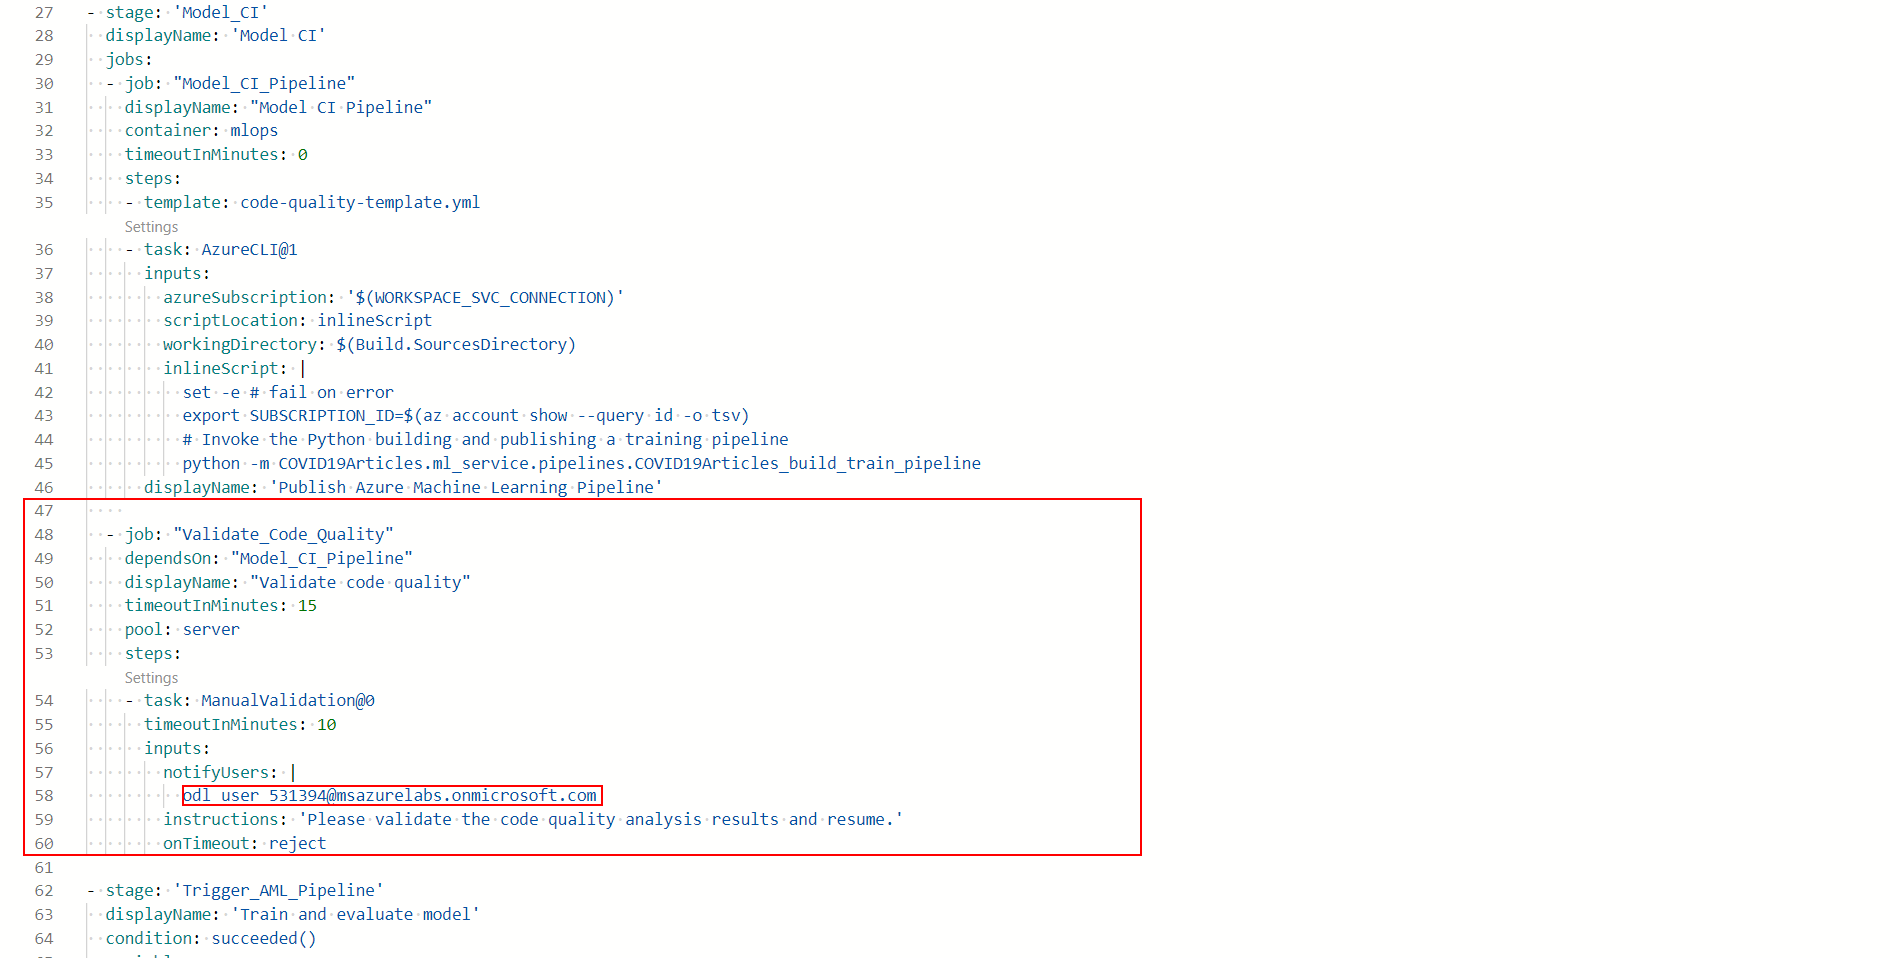 27 - stage: 'Model_CI'
28 displayName: 'Model CI'
29 jobs:
30 - job: "Model_CI_Pipeline"
31 displayName: "Model CI Pipeline"
32 container: mlops
33 timeoutInMinutes: 0
34 steps:
35 - template: code-quality-template.yml
Settings
36 - task: AzureCLI@1
37 inputs:
38 azureSubscription: '$(WORKSPACE_SVC_CONNECTION)'
39 scriptLocation: inlineScript
40 workingDirectory: $(Build.SourcesDirectory)
41 inlineScript: |
42 set -e # fail on error
43 export SUBSCRIPTION_ID=$(az account show --query id -o tsv)
44 # Invoke the Python building and publishing a training pipeline
45 python -m COVID19Articles.ml_service.pipelines.COVID19Articles_build_train_pipeline
46 displayName: 'Publish Azure Machine Learning Pipeline'
47
48 - job: "Validate_Code_Quality"
49 dependsOn: "Model_CI_Pipeline"
50 displayName: "Validate code quality"
51 timeoutInMinutes: 15
52 pool: server
53 steps:
Settings
54 - task: ManualValidation@0
55 timeoutInMinutes: 10
56 inputs:
57 notifyUsers: |
58 odl_user_531394@msazurelabs.onmicrosoft.com
59 instructions: 'Please validate the code quality analysis results and resume.'
60 onTimeout: reject
61
62 - stage: 'Trigger_AML_Pipeline'
63 displayName: 'Train and evaluate model'
64 condition: succeeded()